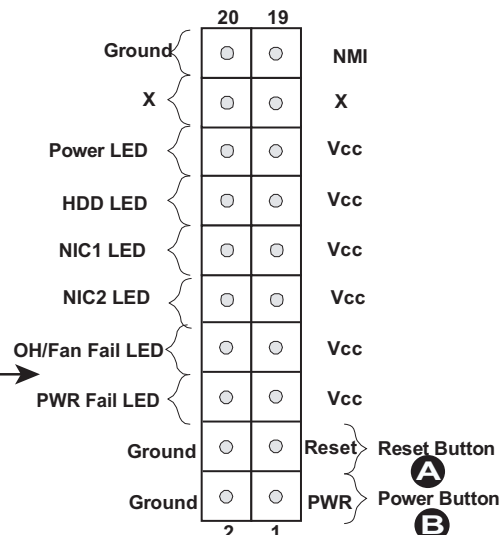 20 19
Ground NMI
X X
Power LED Vcc
HDD LED Vcc
NIC1 LED Vcc
NIC2 LED Vcc
OH/Fan Fail LED Vcc
PWR Fail LED Vcc
Ground Reset Reset Button
A
Ground PWR Power Button
B
2 1